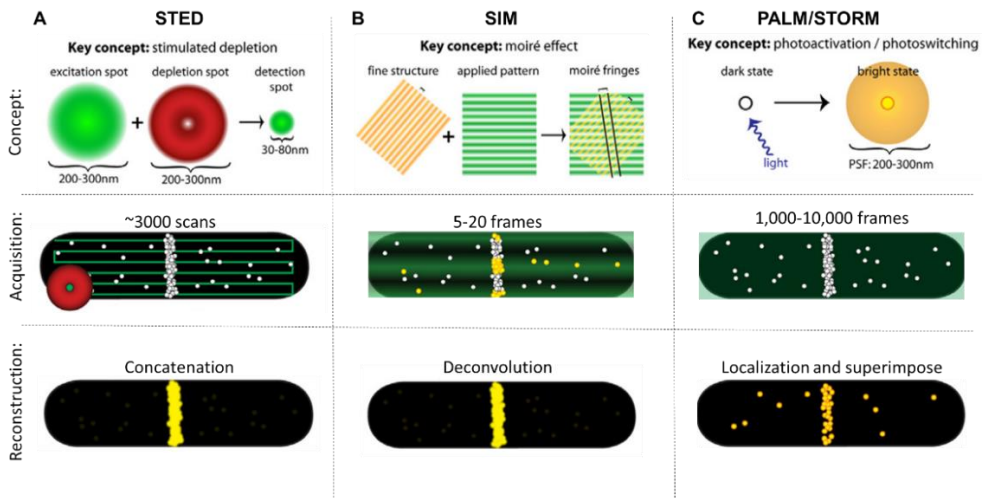 A
STED
Key concept: stimulated depletion
excitation spot
depletion spot
detection
spot
+
30-80nm
200-300nm
200-300nm
B
SIM
Key concept: moiré effect
fine structure
applied pattern
moiré fringes
+
C
PALM/STORM
Key concept: photoactivation / photoswitching
dark state
bright state
light
PSF: 200-300nm
Concept:
Acquisition:
~3000 scans
5-20 frames
1,000-10,000 frames
Reconstruction:
Concatenation
Deconvolution
Localization and superimpose